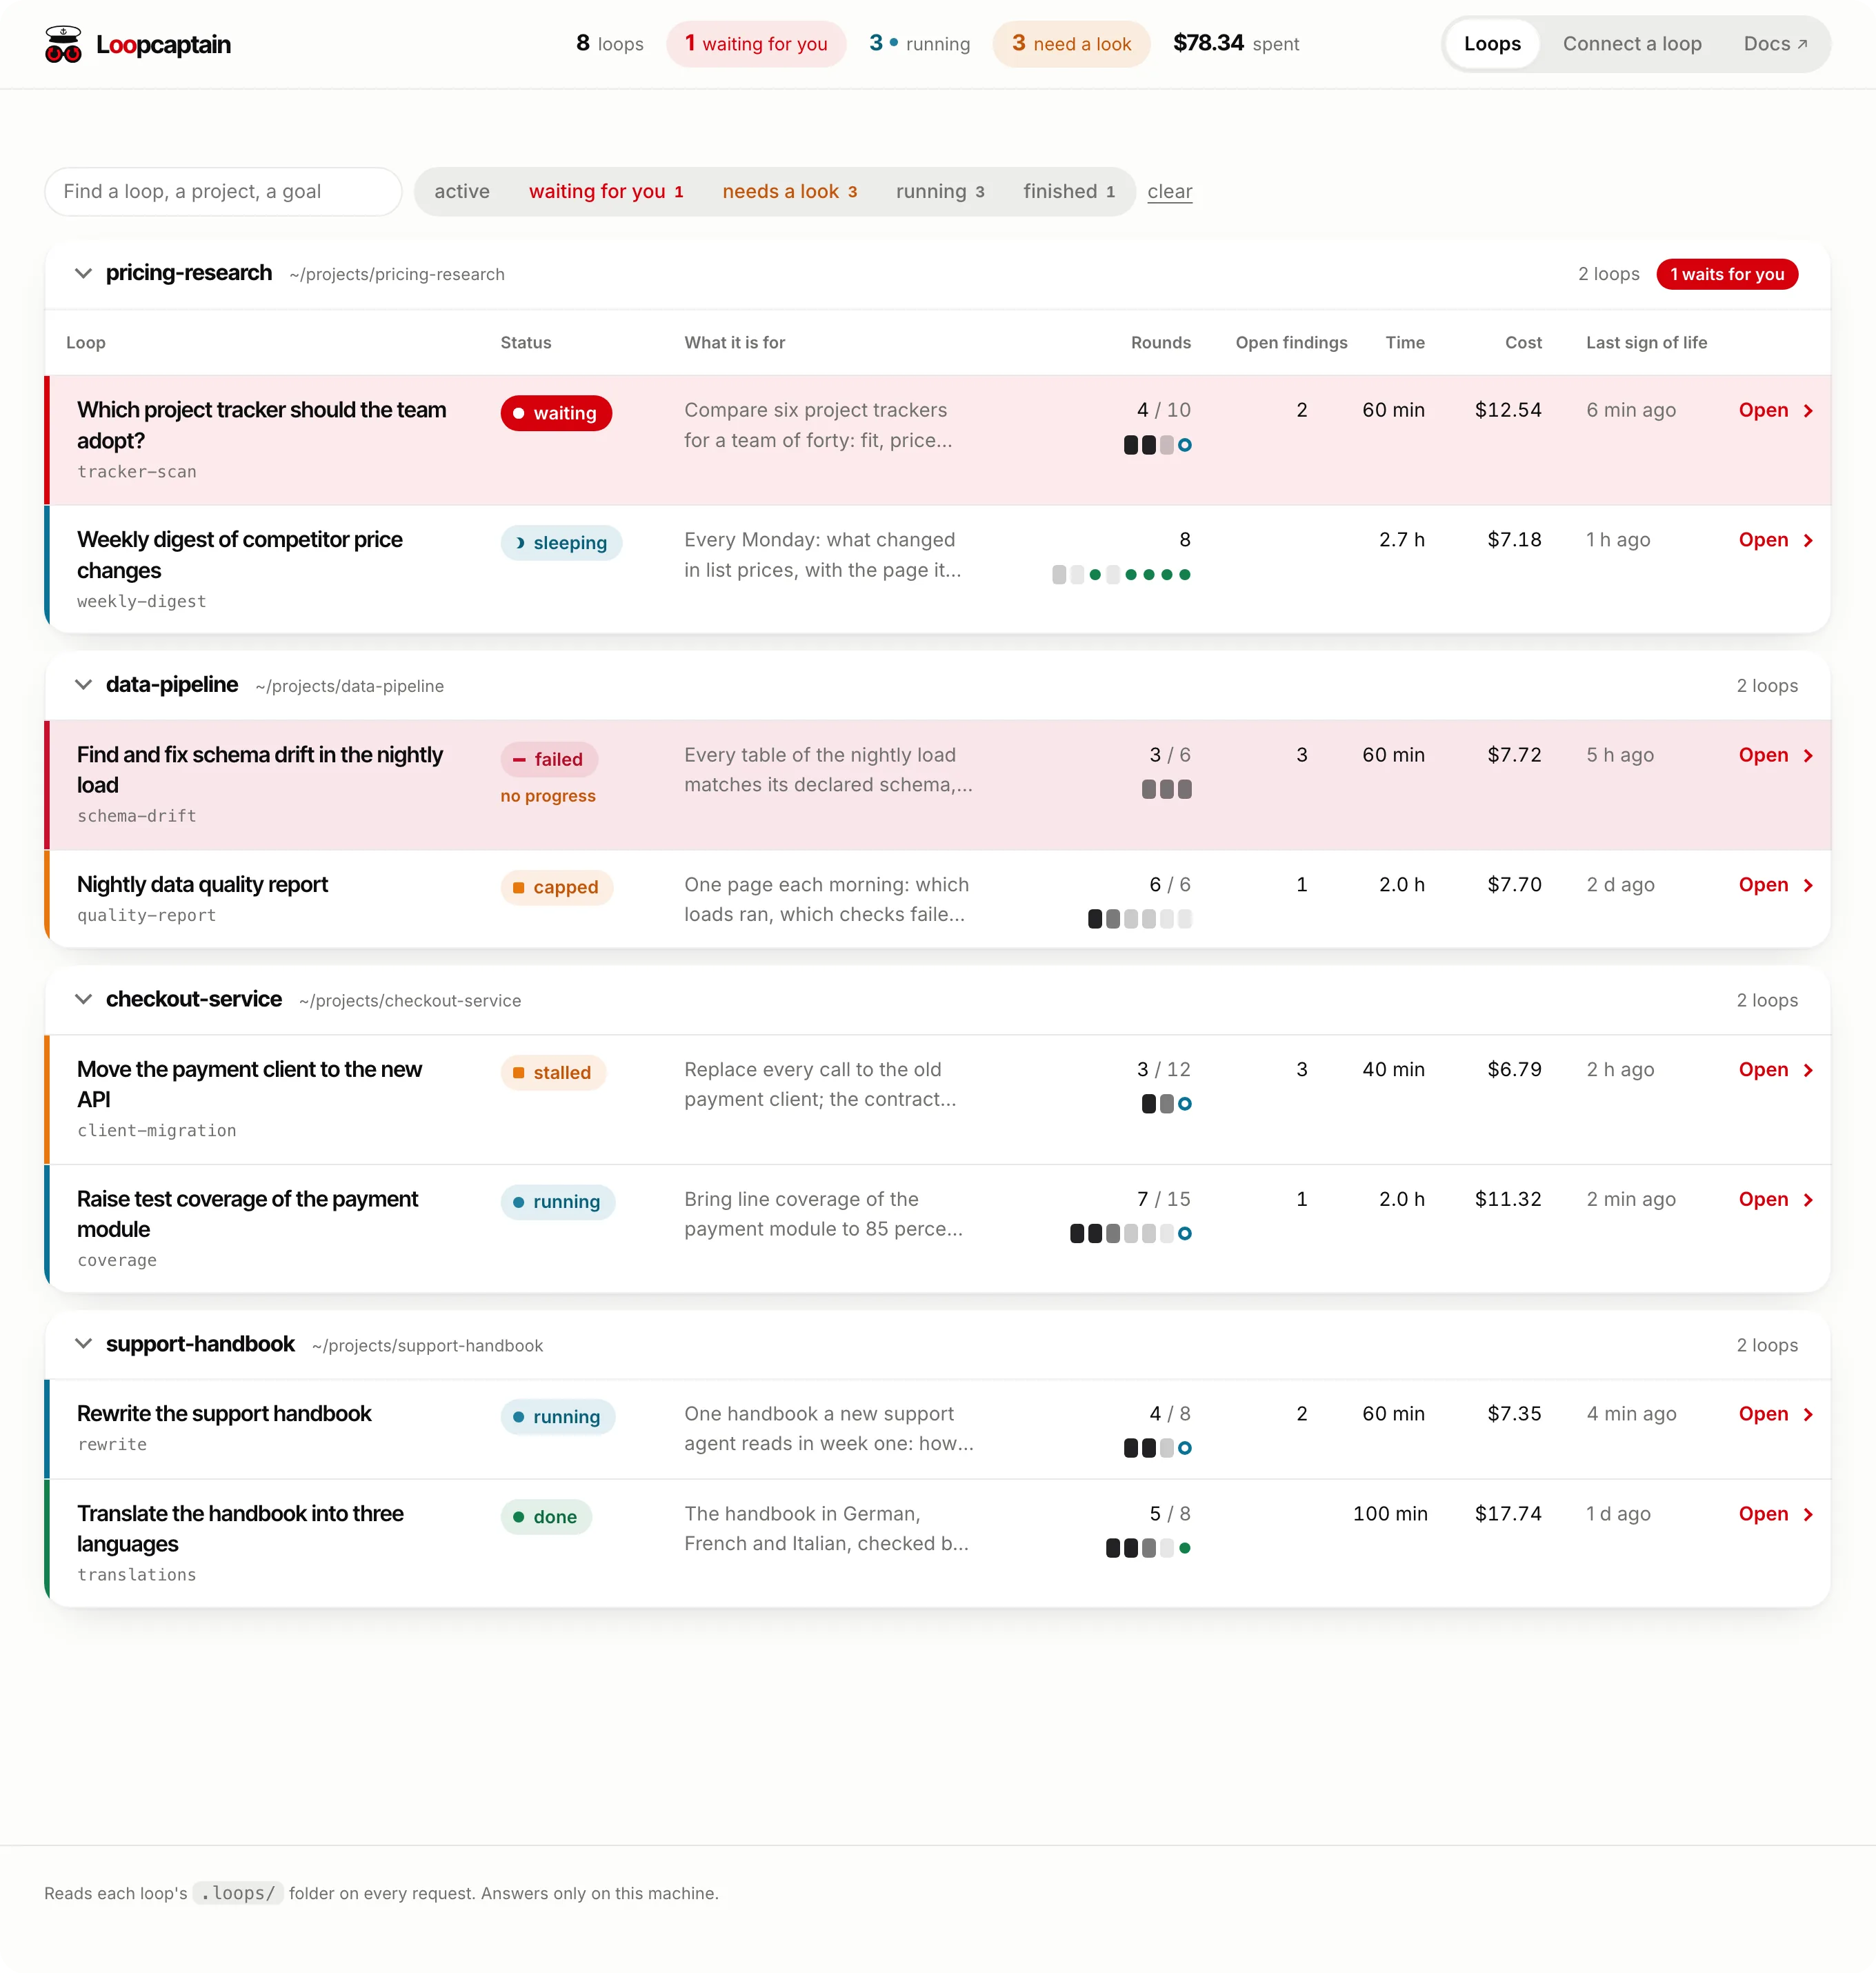 Loopcaptain
8 loops 1 waiting for you 3 running 3 need a look $78.34 spent
Loops Connect a loop Docs ↗
Find a loop, a project, a goal
active waiting for you 1 needs a look 3 running 3 finished 1 clear
pricing-research ~/projects/pricing-research 2 loops 1 waits for you
Loop Status What it is for Rounds Open findings Time Cost Last sign of life
Which project tracker should the team
adopt?
tracker-scan
waiting
Compare six project trackers
for a team of forty: fit, price...
4 / 10 2 60 min $12.54 6 min ago Open
Weekly digest of competitor price
changes
weekly-digest
sleeping
Every Monday: what changed
in list prices, with the page it...
8 2.7 h $7.18 1 h ago Open
data-pipeline ~/projects/data-pipeline 2 loops
Find and fix schema drift in the nightly
load
schema-drift
failed
no progress
Every table of the nightly load
matches its declared schema,...
3 / 6 3 60 min $7.72 5 h ago Open
Nightly data quality report
quality-report
capped
One page each morning: which
loads ran, which checks faile...
6 / 6 1 2.0 h $7.70 2 d ago Open
checkout-service ~/projects/checkout-service 2 loops
Move the payment client to the new
API
client-migration
stalled
Replace every call to the old
payment client; the contract...
3 / 12 3 40 min $6.79 2 h ago Open
Raise test coverage of the payment
module
coverage
running
Bring line coverage of the
payment module to 85 perce...
7 / 15 1 2.0 h $11.32 2 min ago Open
support-handbook ~/projects/support-handbook 2 loops
Rewrite the support handbook
rewrite
running
One handbook a new support
agent reads in week one: how...
4 / 8 2 60 min $7.35 4 min ago Open
Translate the handbook into three
languages
translations
done
The handbook in German,
French and Italian, checked b...
5 / 8 100 min $17.74 1 d ago Open
Reads each loop's .loops/ folder on every request. Answers only on this machine.